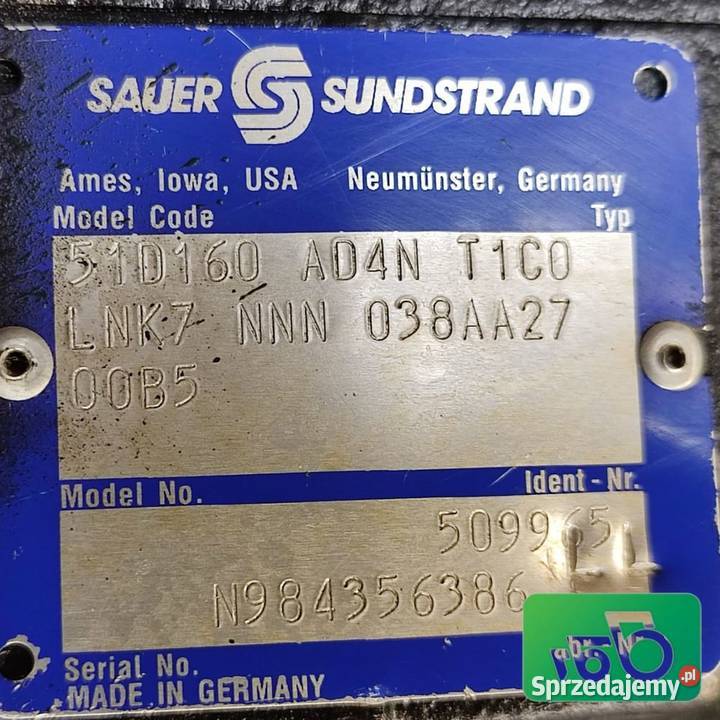 SAUER SUNDSTRAND
Ames, Iowa, USA Neumünster, Germany
Model Code Typ
51D160 AD4N T1C0
LNK7 NNN 038AA27
00B5
Model No. Ident-Nr.
509965
N984356386
Serial No.
MADE IN GERMANY
Sprzedajemy.pl